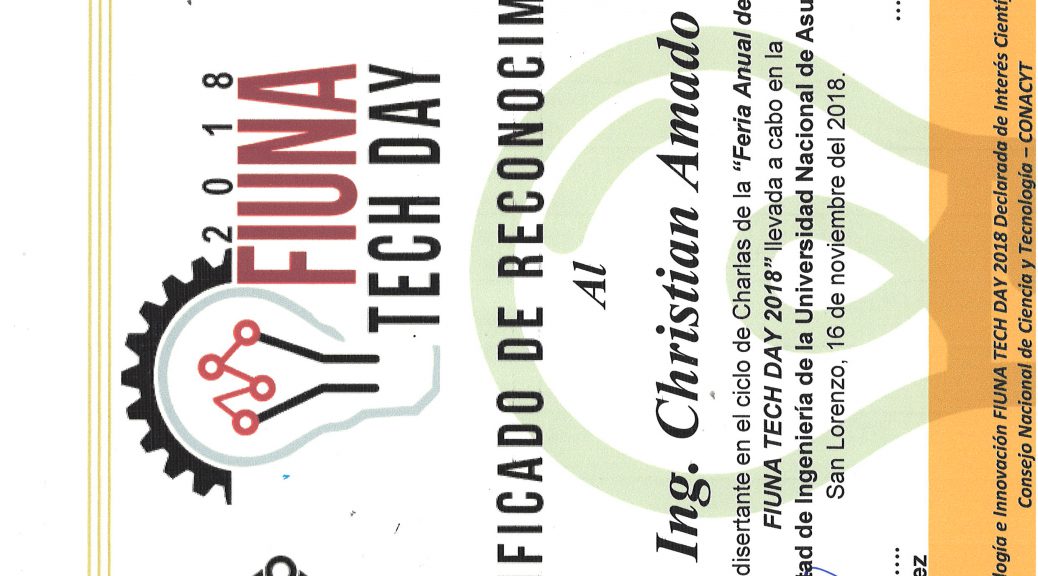 2018
FIUNA
TECH DAY
FICADO DE RECONOCIM
Al
Ing. Christian Amado
disertante en el ciclo de Charlas de la “Feria Anual de
FIUNA TECH DAY 2018” llevada a cabo en la
tad de Ingeniería de la Universidad Nacional de Asu
San Lorenzo, 16 de noviembre del 2018.
ez
logía e Innovación FIUNA TECH DAY 2018 Declarada de Interés Científi
Consejo Nacional de Ciencia y Tecnología – CONACYT